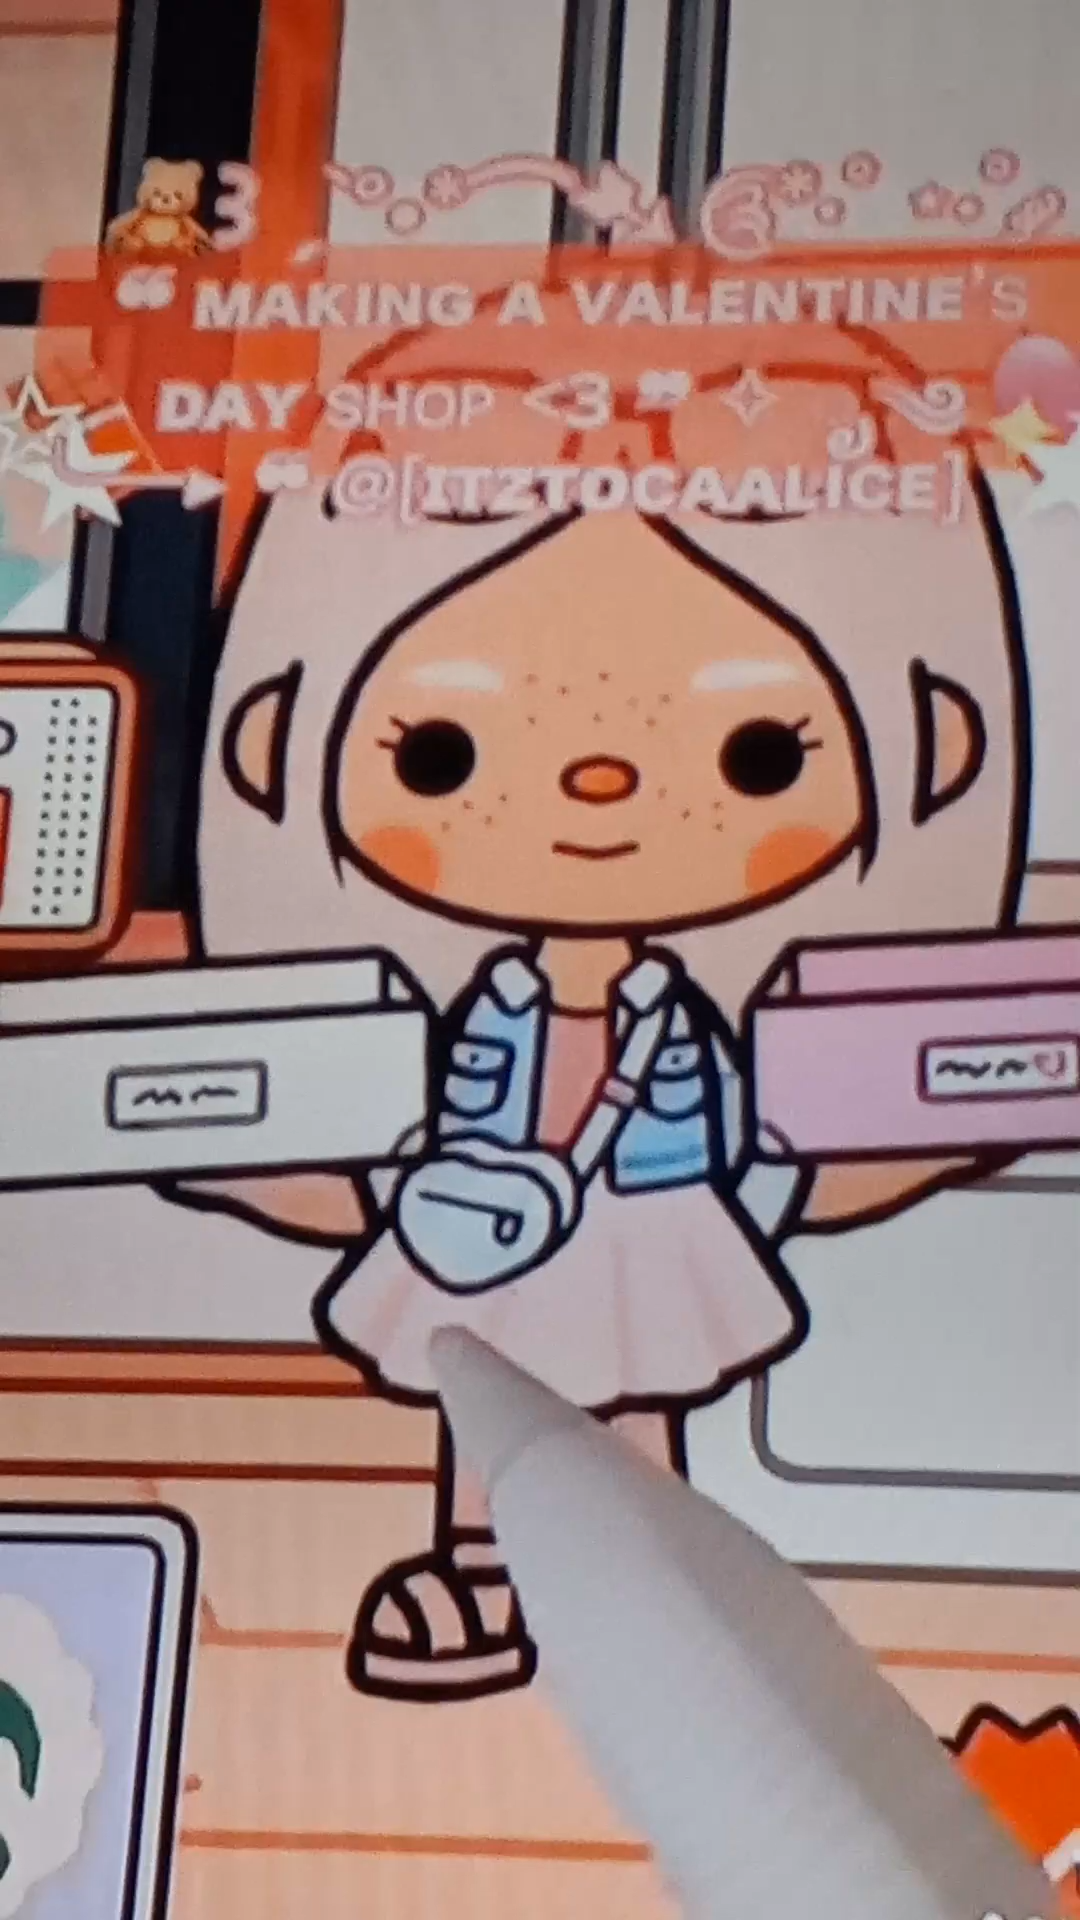 “ MAKING A VALENTINE'S
DAY SHOP <3 ”
“ @[ITZTOCAALICE]